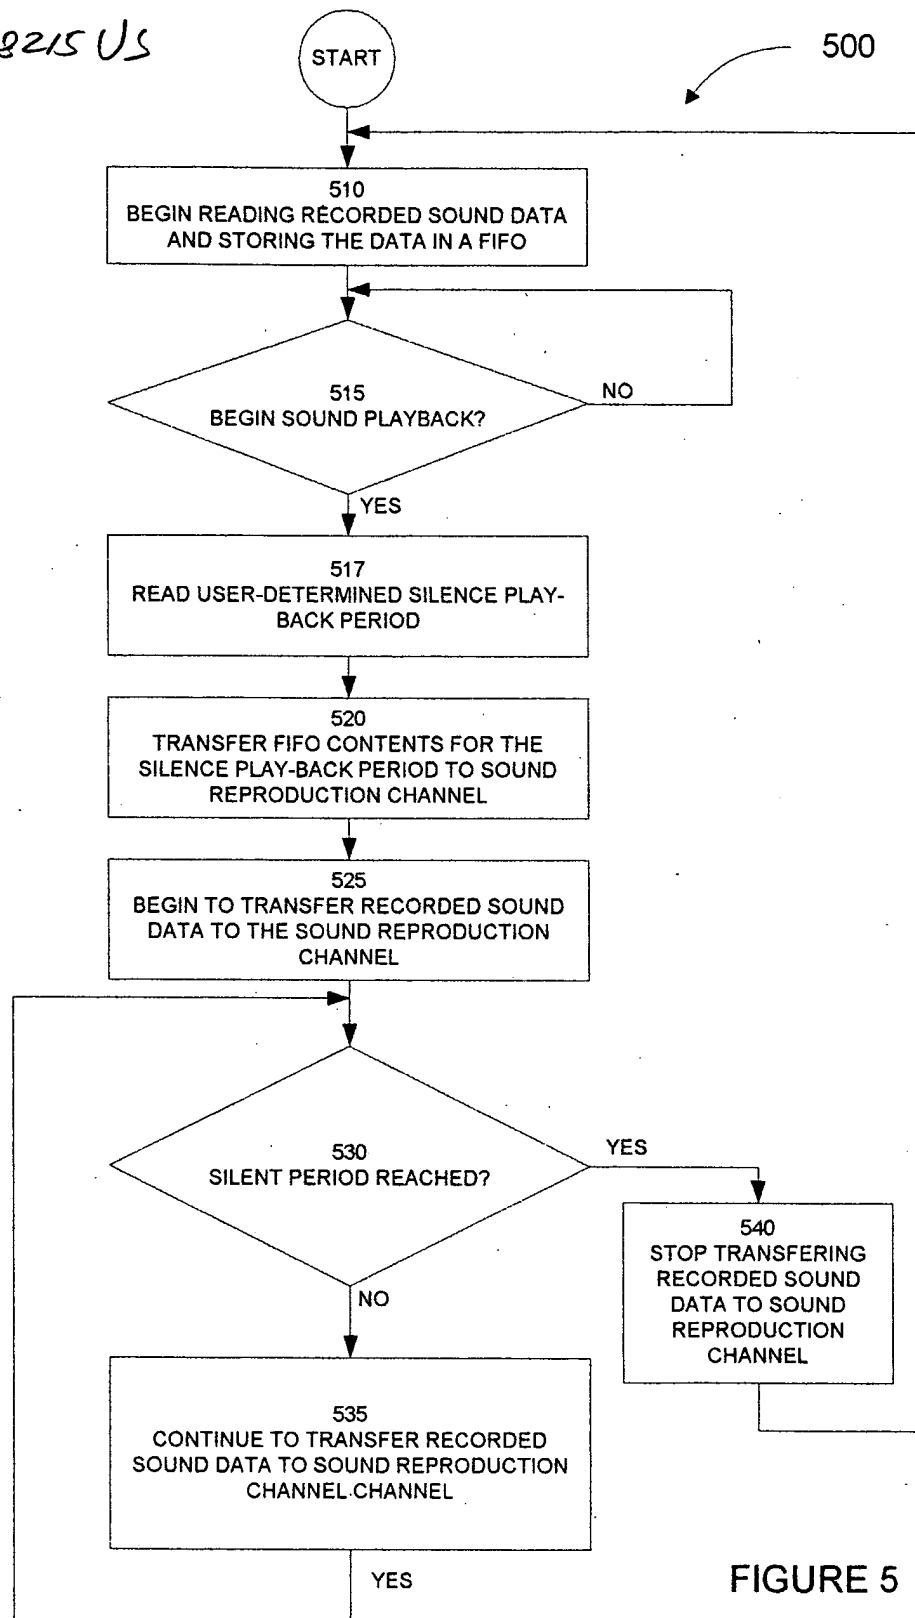 8215 US
START
500
510
BEGIN READING RECORDED SOUND DATA
AND STORING THE DATA IN A FIFO
515
BEGIN SOUND PLAYBACK?
NO
YES
517
READ USER-DETERMINED SILENCE PLAY-
BACK PERIOD
520
TRANSFER FIFO CONTENTS FOR THE
SILENCE PLAY-BACK PERIOD TO SOUND
REPRODUCTION CHANNEL
525
BEGIN TO TRANSFER RECORDED SOUND
DATA TO THE SOUND REPRODUCTION
CHANNEL
530
SILENT PERIOD REACHED?
YES
NO
540
STOP TRANSFERING
RECORDED SOUND
DATA TO SOUND
REPRODUCTION
CHANNEL
535
CONTINUE TO TRANSFER RECORDED
SOUND DATA TO SOUND REPRODUCTION
CHANNEL.CHANNEL
YES
FIGURE 5